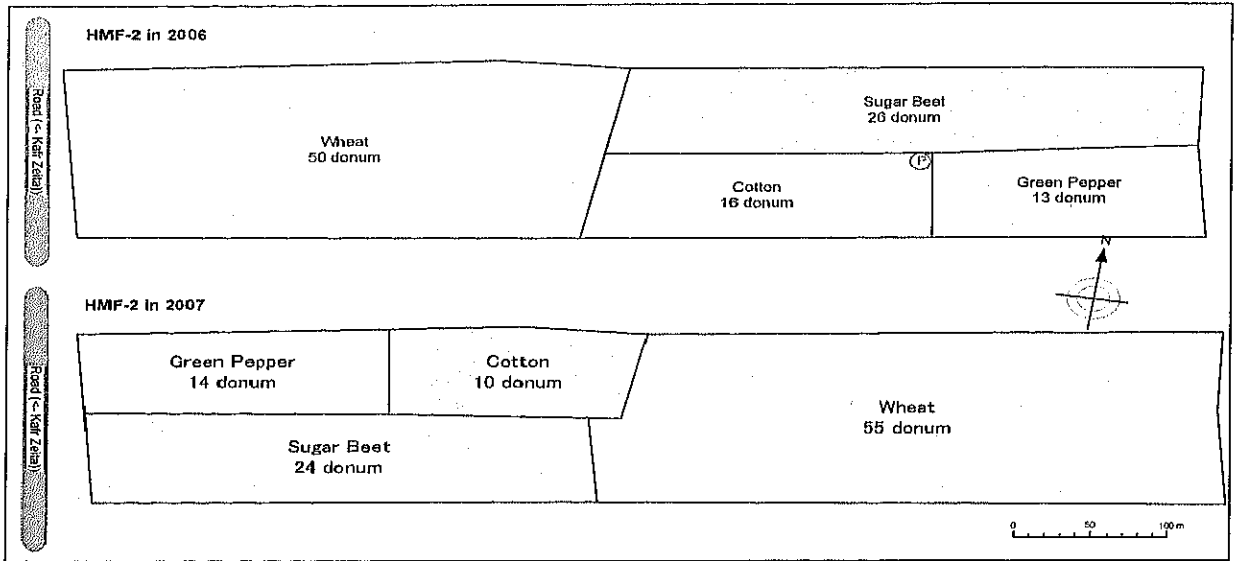 HMF-2 in 2006
Road (<- Kafr Zeita)
Wheat
50 donum
Sugar Beet
26 donum
P
Cotton
16 donum
Green Pepper
13 donum
N
HMF-2 in 2007
Road (<- Kafr Zeita)
Green Pepper
14 donum
Cotton
10 donum
Wheat
55 donum
Sugar Beet
24 donum
0 50 100 m